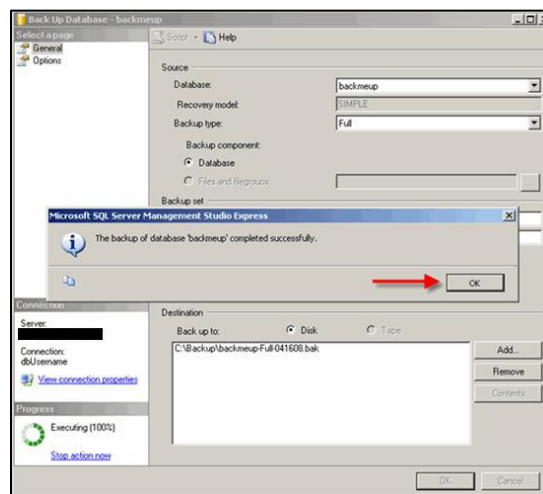 Back Up Database - backmeup
Select a page
General
Options
Script
Help
Source
Database:
backmeup
Recovery model:
SIMPLE
Backup type:
Full
Backup component:
Database
Files and filegroups:
Backup set
Microsoft SQL Server Management Studio Express
The backup of database 'backmeup' completed successfully.
OK
Connection
Server:
Connection:
dbUsername
View connection properties
Progress
Executing (100%)
Stop action now
Destination
Back up to:
Disk
Tape
C:\Backup\backmeup-Full-041608.bak
Add...
Remove
Contents
OK
Cancel